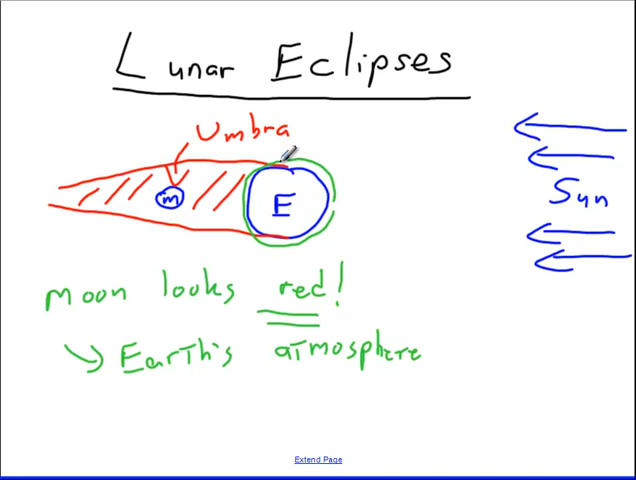 Lunar Eclipses
Umbra
m
E
Sun
moon looks red!
Earth's atmosphere
Extend Page